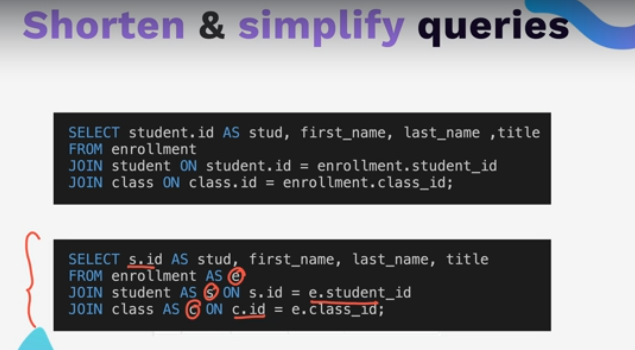 Shorten & simplify queries
SELECT student.id AS stud, first_name, last_name ,title
FROM enrollment
JOIN student ON student.id = enrollment.student_id
JOIN class ON class.id = enrollment.class_id;
SELECT s.id AS stud, first_name, last_name, title
FROM enrollment AS e
JOIN student AS s ON s.id = e.student_id
JOIN class AS c ON c.id = e.class_id;